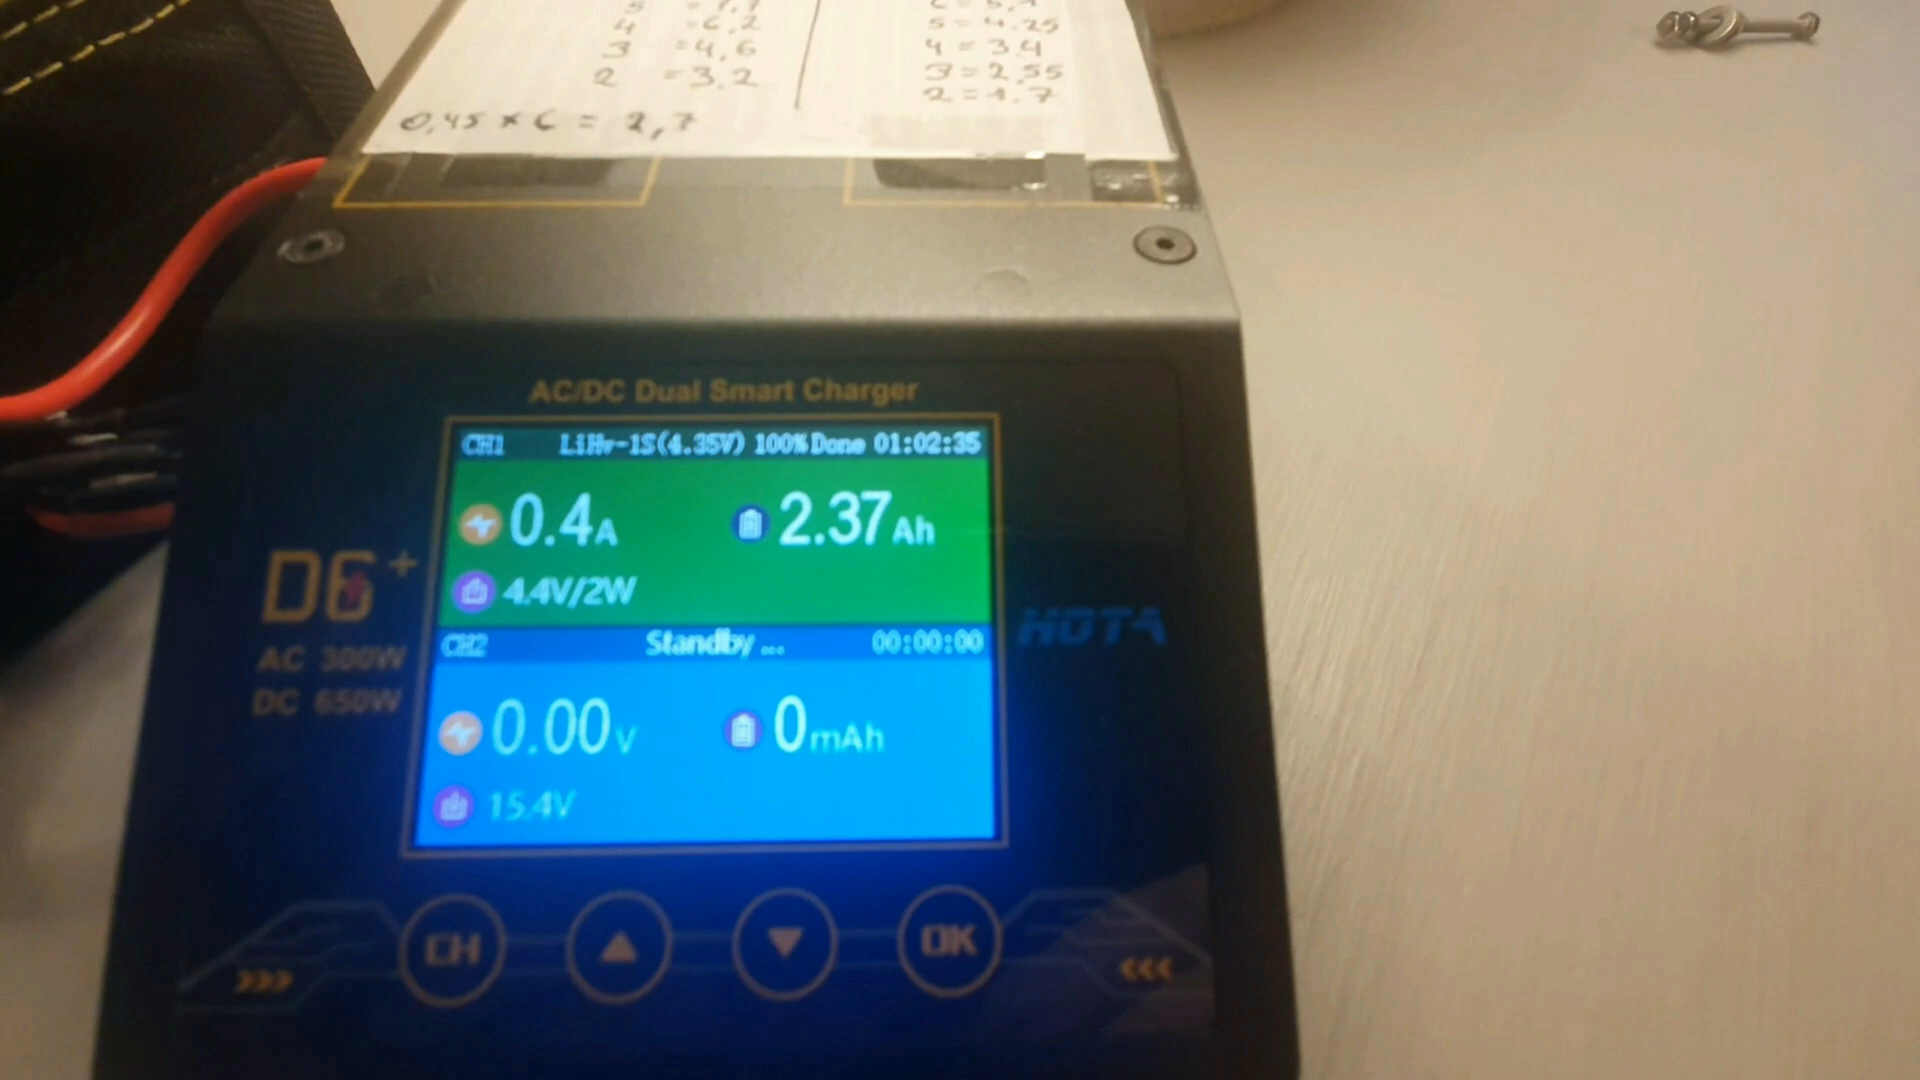 4 = 6,2
3 = 4,6
2 = 3.2
5 = 4.25
4 = 3.4
3 = 2,55
2 = 1.7
0,45 × 6 = 2,7
AC/DC Dual Smart Charger
CH1 LiHv-1S(4.35V) 100% Done 01:02:35
0.4A 2.37Ah
4.4V/2W
CH2 Standby ... 00:00:00
0.00V 0mAh
15.4V
D6+
AC 300W
DC 650W
HOTA
CH ▲ ▼ OK
>>> <<<